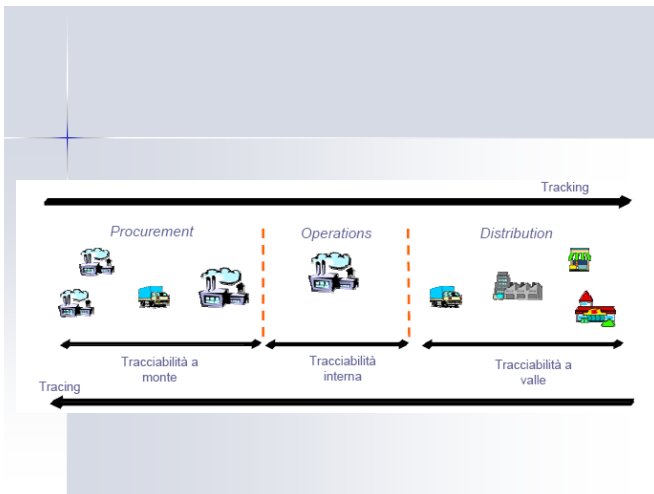 Tracking
Procurement
Operations
Distribution
Tracciabilità a
monte
Tracciabilità
interna
Tracciabilità a
valle
Tracing